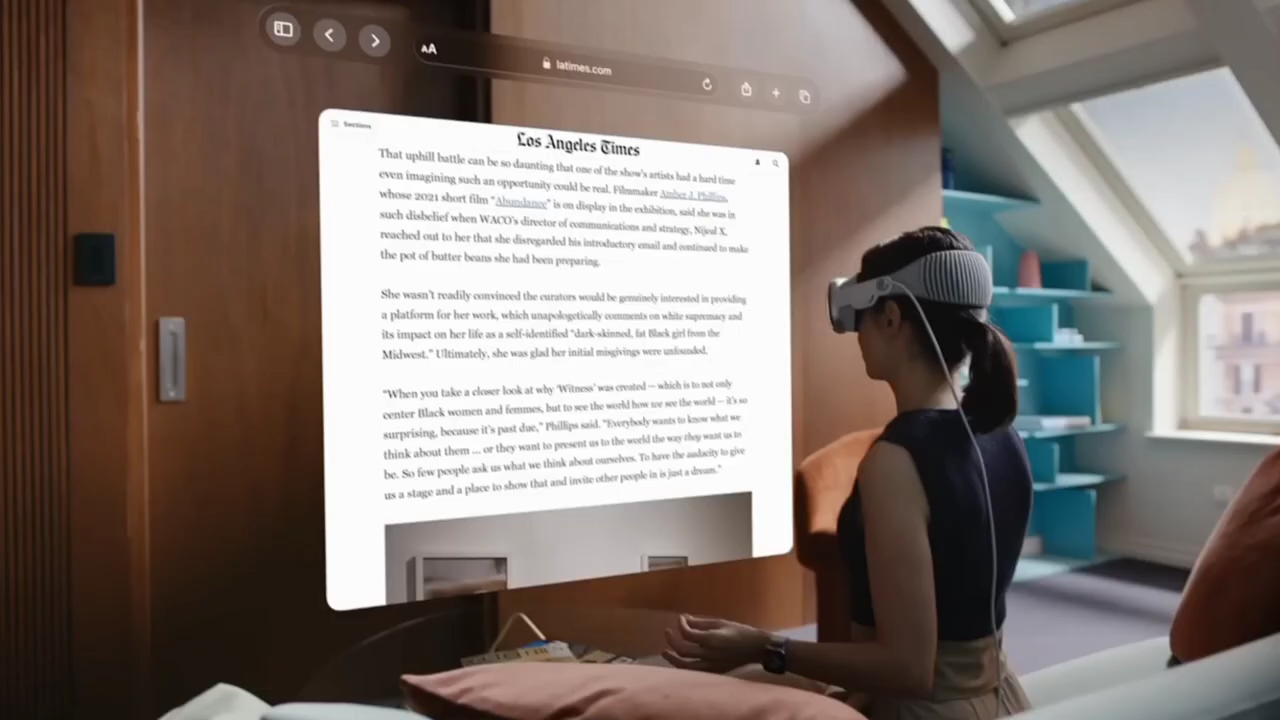 AA
latimes.com
Sections
Los Angeles Times
That uphill battle can be so daunting that one of the show's artists had a hard time
even imagining such an opportunity could be real. Filmmaker Amber J. Phillips,
whose 2021 short film "Abundance" is on display in the exhibition, said she was in
such disbelief when WACO's director of communications and strategy, Nijeul X,
reached out to her that she disregarded his introductory email and continued to make
the pot of butter beans she had been preparing.
She wasn't readily convinced the curators would be genuinely interested in providing
a platform for her work, which unapologetically comments on white supremacy and
its impact on her life as a self-identified "dark-skinned, fat Black girl from the
Midwest." Ultimately, she was glad her initial misgivings were unfounded.
"When you take a closer look at why 'Witness' was created — which is to not only
center Black women and femmes, but to see the world how we see the world — it's so
surprising, because it's past due," Phillips said. "Everybody wants to know what we
think about them ... or they want to present us to the world the way they want us to
be. So few people ask us what we think about ourselves. To have the audacity to give
us a stage and a place to show that and invite other people in is just a dream."